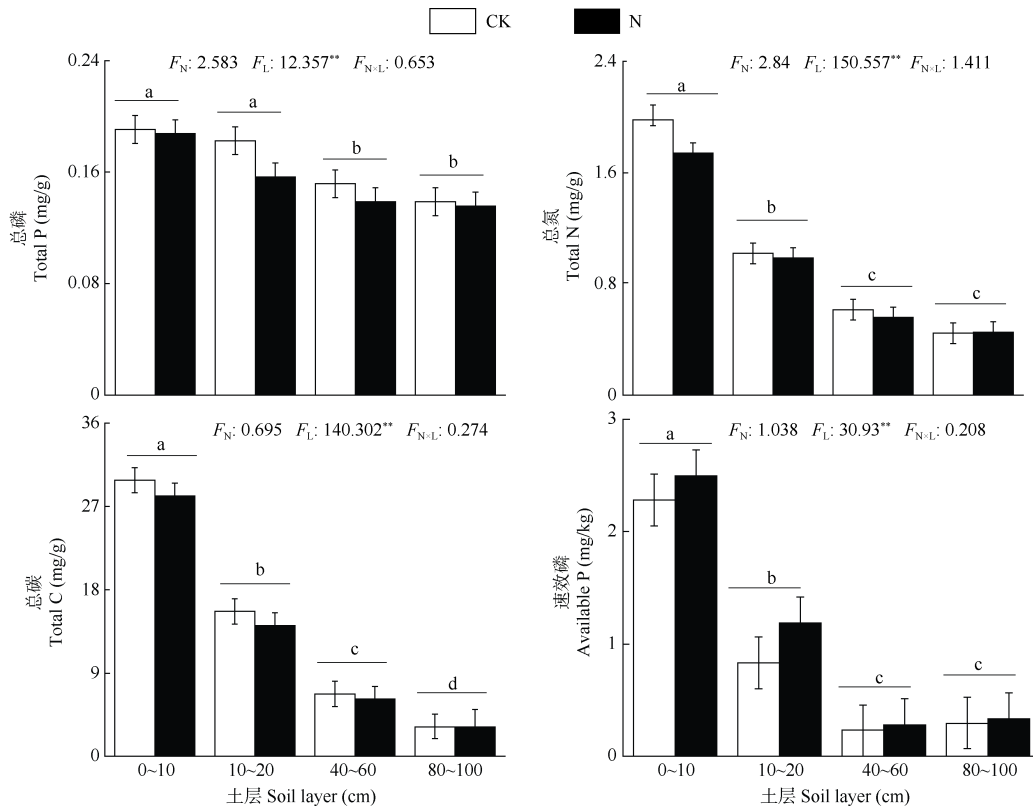 CK N
F_N: 2.583 F_L: 12.357** F_N×L: 0.653
0.24
0.16
0.08
0
总磷
Total P (mg/g)
a a b b
F_N: 2.84 F_L: 150.557** F_N×L: 1.411
2.4
1.6
0.8
0
总氮
Total N (mg/g)
a b c c
F_N: 0.695 F_L: 140.302** F_N×L: 0.274
36
27
18
9
0
总碳
Total C (mg/g)
a b c d
0~10 10~20 40~60 80~100
土层 Soil layer (cm)
F_N: 1.038 F_L: 30.93** F_N×L: 0.208
3
2
1
0
速效磷
Available P (mg/kg)
a b c c
0~10 10~20 40~60 80~100
土层 Soil layer (cm)